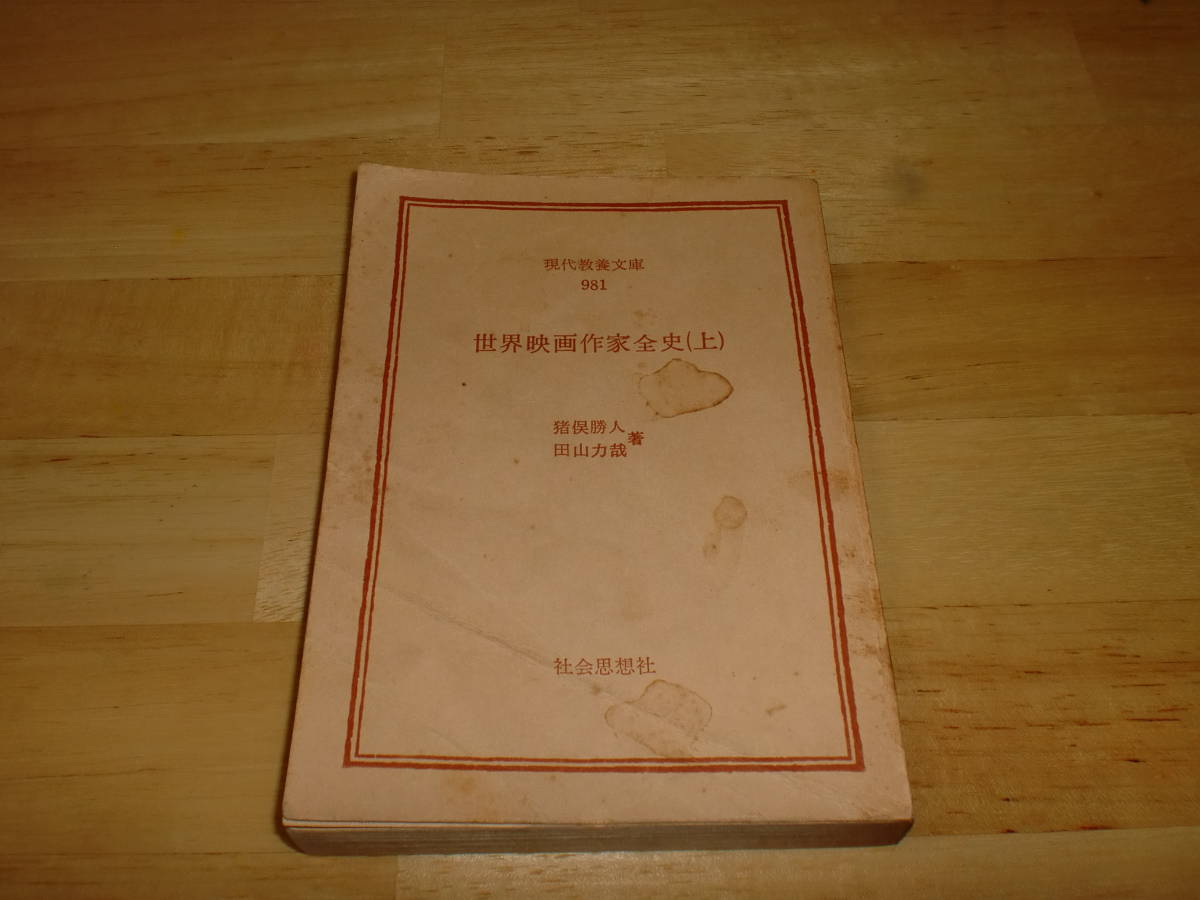 現代教養文庫
981
世界映画作家全史(上)
猪俣勝人
田山力哉
著
社会思想社